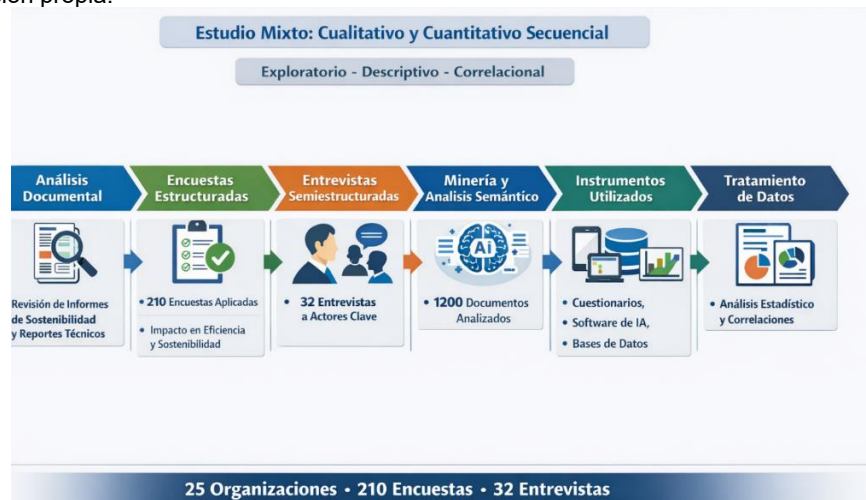 ción propia.
Estudio Mixto: Cualitativo y Cuantitativo Secuencial
Exploratorio - Descriptivo - Correlacional
Análisis
Documental
Encuestas
Estructuradas
Entrevistas
Semiestructuradas
Minería y
Analisis Semántico
Instrumentos
Utilizados
Tratamiento
de Datos
AI
Revisión de Informes
de Sostenibilidad
y Reportes Técnicos
• 210 Encuestas Aplicadas
• Impacto en Eficiencia
y Sostenibilidad
• 32 Entrevistas
a Actores Clave
• 1200 Documentos
Analizados
• Cuestionarios,
• Software de IA,
• Bases de Datos
• Análisis Estadístico
y Correlaciones
25 Organizaciones • 210 Encuestas • 32 Entrevistas